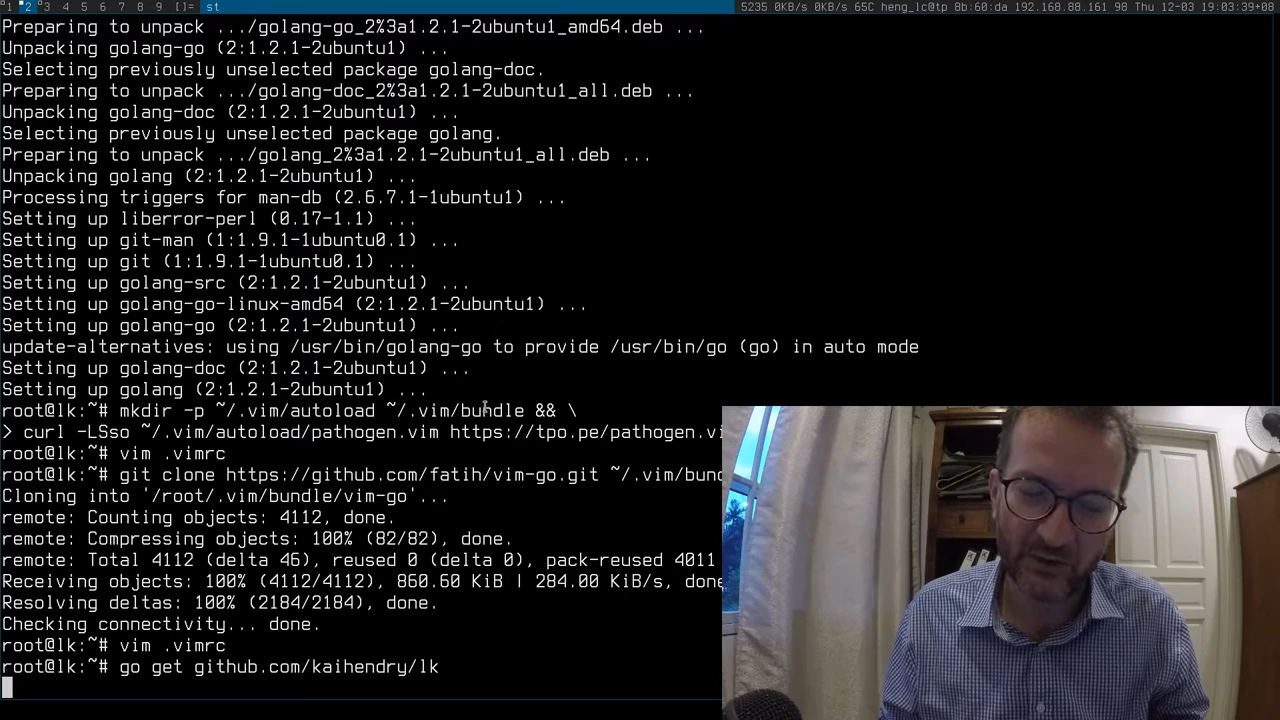 1 2 3 4 5 6 7 8 9 []= st 5235 0KB/s 0KB/s 65C heng_lc@tp 8b:60:da 192.168.88.161 98 Thu 12-03 19:03:39+08
Preparing to unpack .../golang-go_2%3a1.2.1-2ubuntu1_amd64.deb ...
Unpacking golang-go (2:1.2.1-2ubuntu1) ...
Selecting previously unselected package golang-doc.
Preparing to unpack .../golang-doc_2%3a1.2.1-2ubuntu1_all.deb ...
Unpacking golang-doc (2:1.2.1-2ubuntu1) ...
Selecting previously unselected package golang.
Preparing to unpack .../golang_2%3a1.2.1-2ubuntu1_all.deb ...
Unpacking golang (2:1.2.1-2ubuntu1) ...
Processing triggers for man-db (2.6.7.1-1ubuntu1) ...
Setting up liberror-perl (0.17-1.1) ...
Setting up git-man (1:1.9.1-1ubuntu0.1) ...
Setting up git (1:1.9.1-1ubuntu0.1) ...
Setting up golang-src (2:1.2.1-2ubuntu1) ...
Setting up golang-go-linux-amd64 (2:1.2.1-2ubuntu1) ...
Setting up golang-go (2:1.2.1-2ubuntu1) ...
update-alternatives: using /usr/bin/golang-go to provide /usr/bin/go (go) in auto mode
Setting up golang-doc (2:1.2.1-2ubuntu1) ...
Setting up golang (2:1.2.1-2ubuntu1) ...
root@lk:~# mkdir -p ~/.vim/autoload ~/.vim/bundle && \
> curl -LSso ~/.vim/autoload/pathogen.vim https://tpo.pe/pathogen.vi
root@lk:~# vim .vimrc
root@lk:~# git clone https://github.com/fatih/vim-go.git ~/.vim/bund
Cloning into '/root/.vim/bundle/vim-go'...
remote: Counting objects: 4112, done.
remote: Compressing objects: 100% (82/82), done.
remote: Total 4112 (delta 46), reused 0 (delta 0), pack-reused 4011
Receiving objects: 100% (4112/4112), 860.60 KiB | 284.00 KiB/s, done
Resolving deltas: 100% (2184/2184), done.
Checking connectivity... done.
root@lk:~# vim .vimrc
root@lk:~# go get github.com/kaihendry/lk